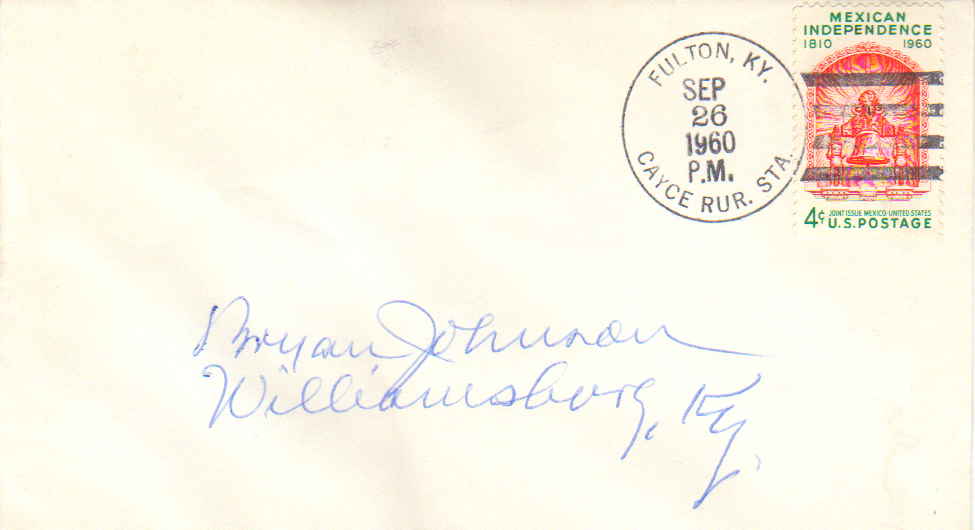 MEXICAN
INDEPENDENCE
1810 1960
4¢ JOINT ISSUE MEXICO-UNITED STATES
U.S. POSTAGE
FULTON, KY.
SEP
26
1960
P.M.
CAYCE RUR. STA.
Bryan Johnson
Williamsburg, Ky.